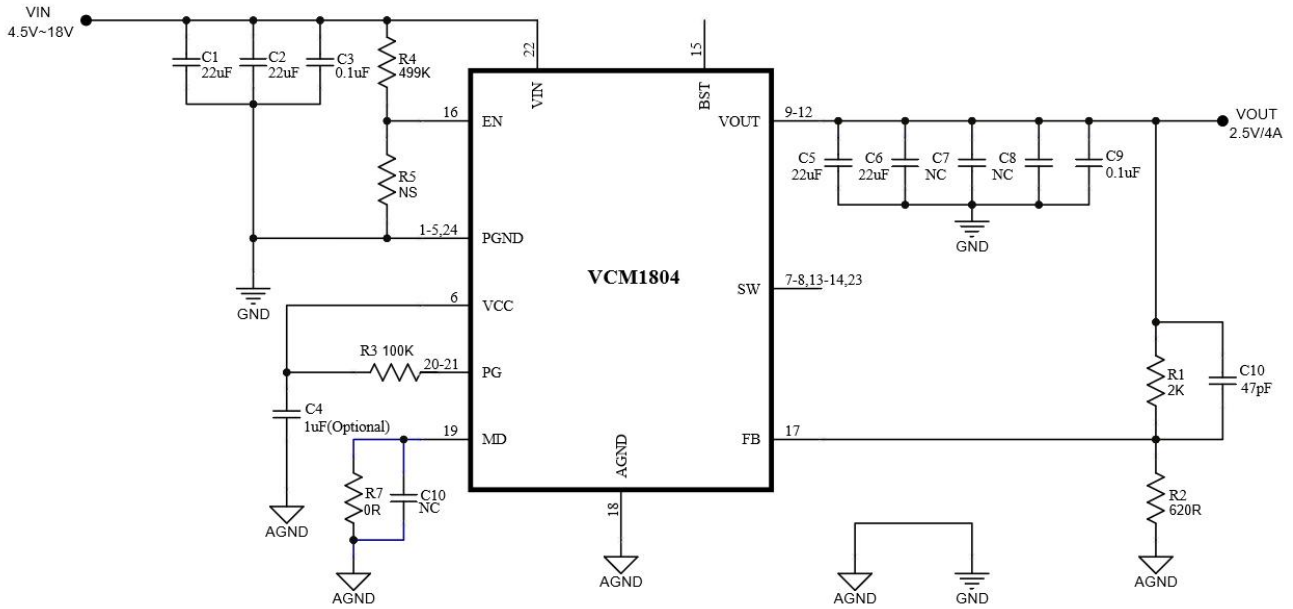 VIN
4.5V~18V
C1
22uF
C2
22uF
C3
0.1uF
R4
499K
22
VIN
15
BST
16
EN
R5
NS
1-5,24
PGND
GND
6
VCC
R3 100K
20-21
PG
C4
1uF(Optional)
AGND
19
MD
R7
0R
C10
NC
AGND
VCM1804
AGND
18
AGND
VOUT
9-12
VOUT
2.5V/4A
C5
22uF
C6
22uF
C7
NC
C8
NC
C9
0.1uF
GND
SW
7-8,13-14,23
R1
2K
C10
47pF
FB
17
R2
620R
AGND
GND
AGND